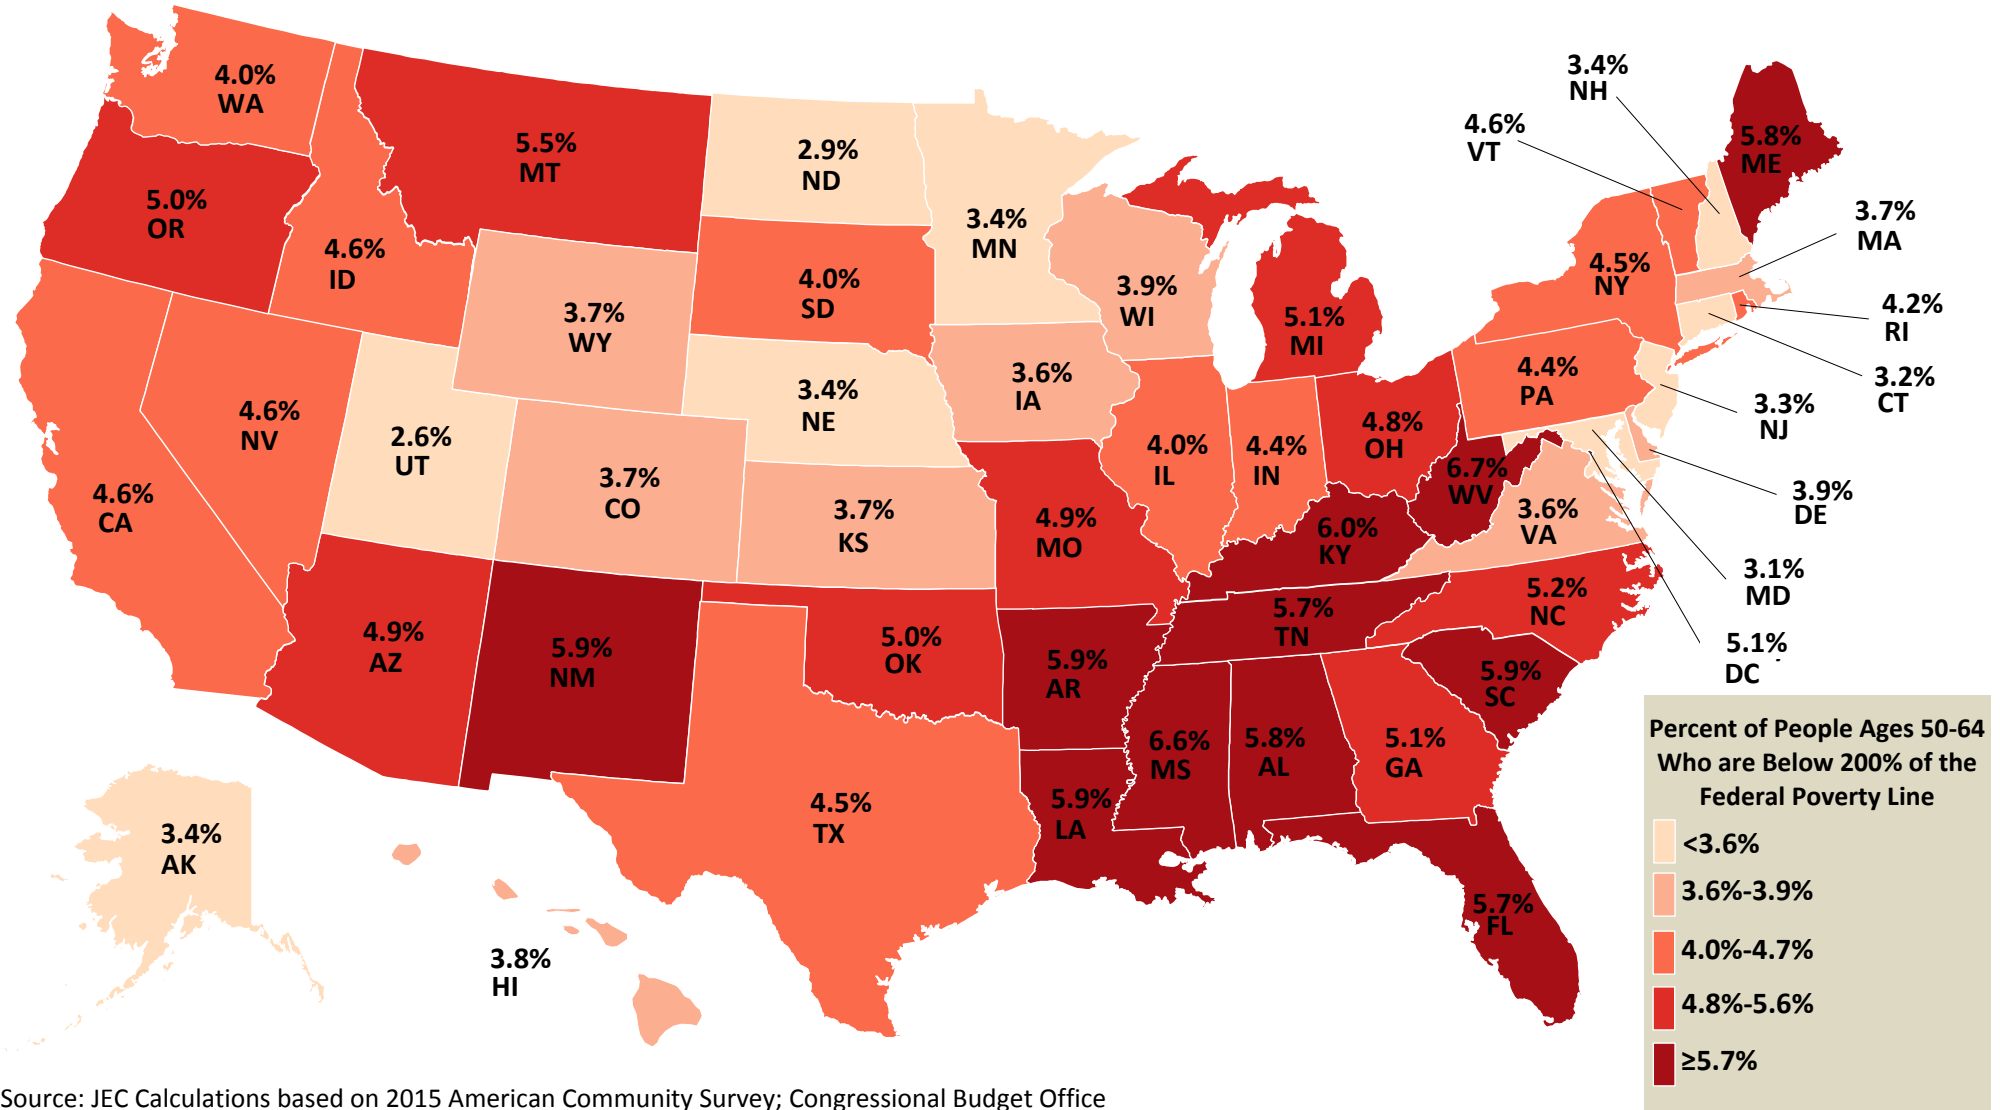 3.4%
NH
4.6%
VT
4.0%
WA
5.5%
MT
2.9%
ND
5.8%
ME
5.0%
OR
4.6%
ID
3.4%
MN
3.7%
MA
4.5%
NY
4.0%
SD
3.9%
WI
5.1%
MI
4.2%
RI
3.7%
WY
3.6%
IA
4.4%
PA
3.2%
CT
3.4%
NE
3.3%
NJ
4.6%
NV
2.6%
UT
4.8%
OH
4.0%
IL
4.4%
IN
6.7%
WV
4.6%
CA
3.7%
CO
3.7%
KS
4.9%
MO
6.0%
KY
3.6%
VA
3.9%
DE
3.1%
MD
5.2%
NC
5.7%
TN
4.9%
AZ
5.9%
NM
5.0%
OK
5.9%
AR
5.9%
SC
5.1%
DC
6.6%
MS
5.8%
AL
5.1%
GA
5.9%
LA
4.5%
TX
3.4%
AK
5.7%
FL
3.8%
HI
Percent of People Ages 50-64
Who are Below 200% of the
Federal Poverty Line
<3.6%
3.6%-3.9%
4.0%-4.7%
4.8%-5.6%
≥5.7%
Source: JEC Calculations based on 2015 American Community Survey; Congressional Budget Office